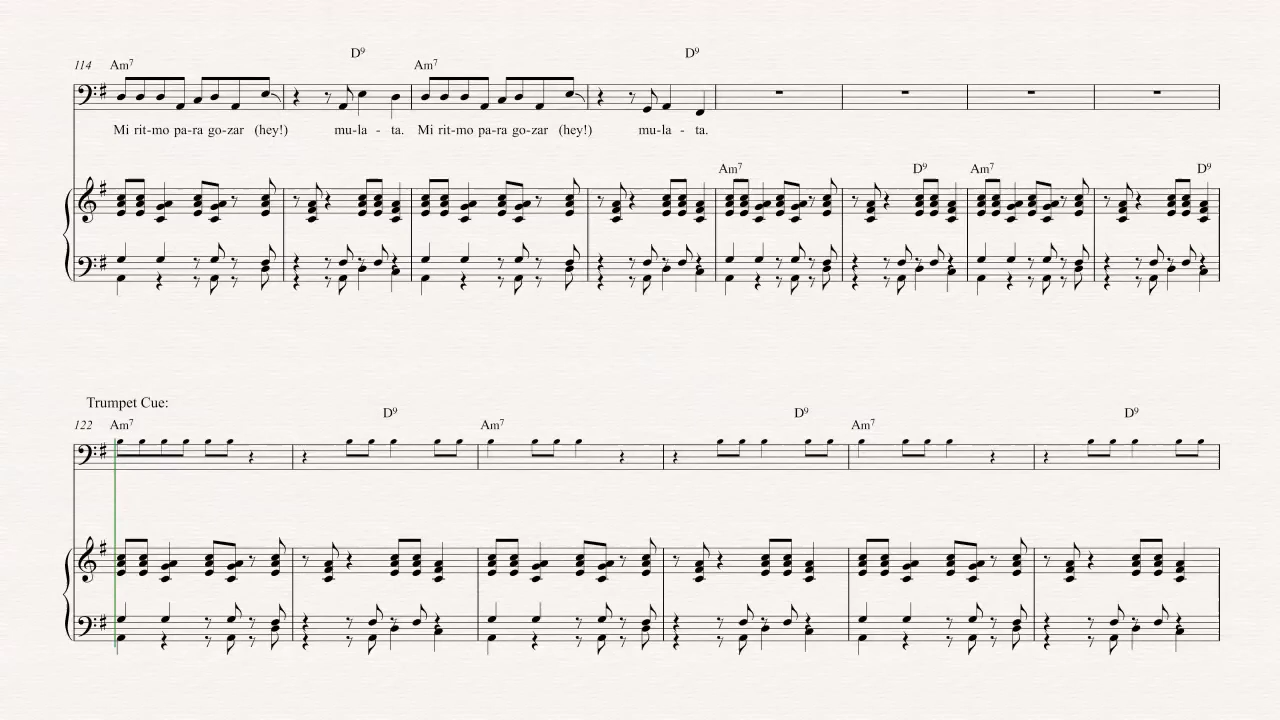 D9 D9
114 Am7 Am7
Mi rit-mo pa-ra go-zar (hey!) mu-la - ta. Mi rit-mo pa-ra go-zar (hey!) mu-la - ta.
Am7 D9 Am7 D9
Trumpet Cue:
D9 D9 D9
122 Am7 Am7 Am7